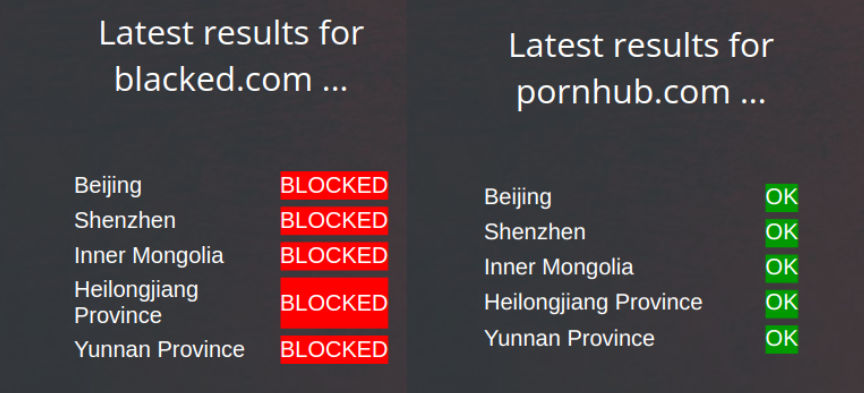 Latest results for
blacked.com ...
Beijing BLOCKED
Shenzhen BLOCKED
Inner Mongolia BLOCKED
Heilongjiang
Province BLOCKED
Yunnan Province BLOCKED
Latest results for
pornhub.com ...
Beijing OK
Shenzhen OK
Inner Mongolia OK
Heilongjiang Province OK
Yunnan Province OK